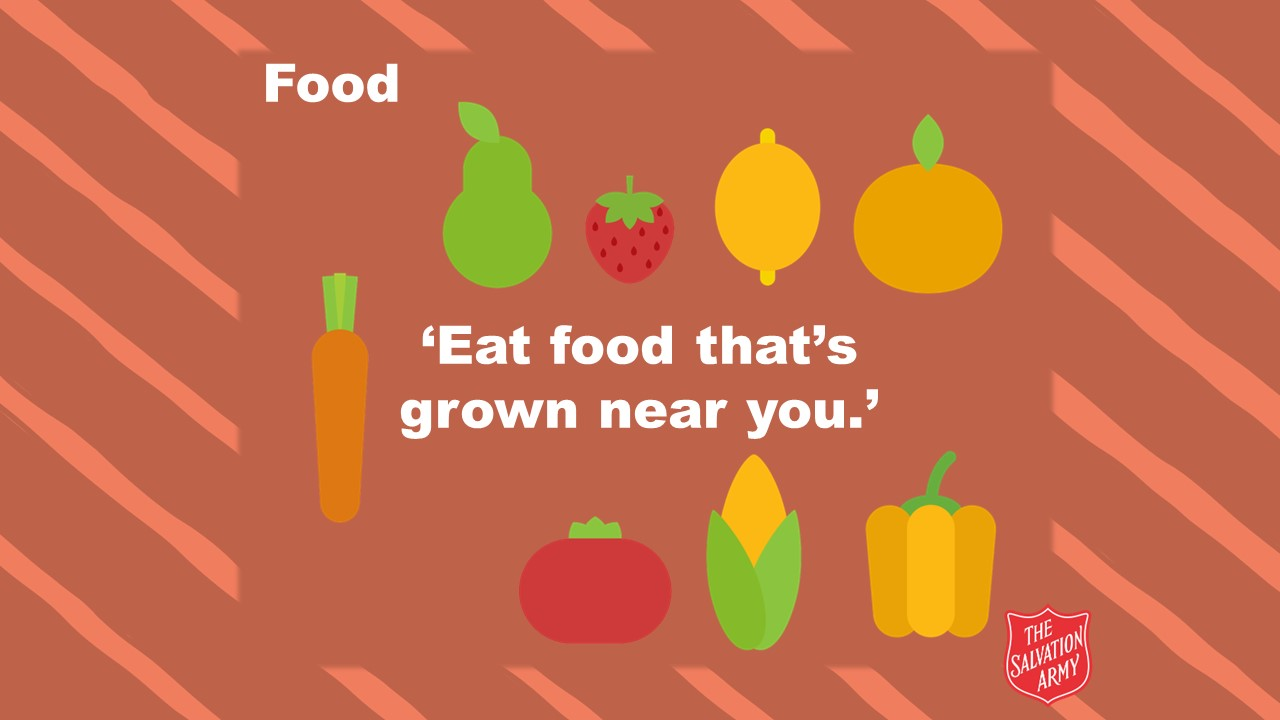 Food
‘Eat food that’s
grown near you.’
THE
SALVATION
ARMY